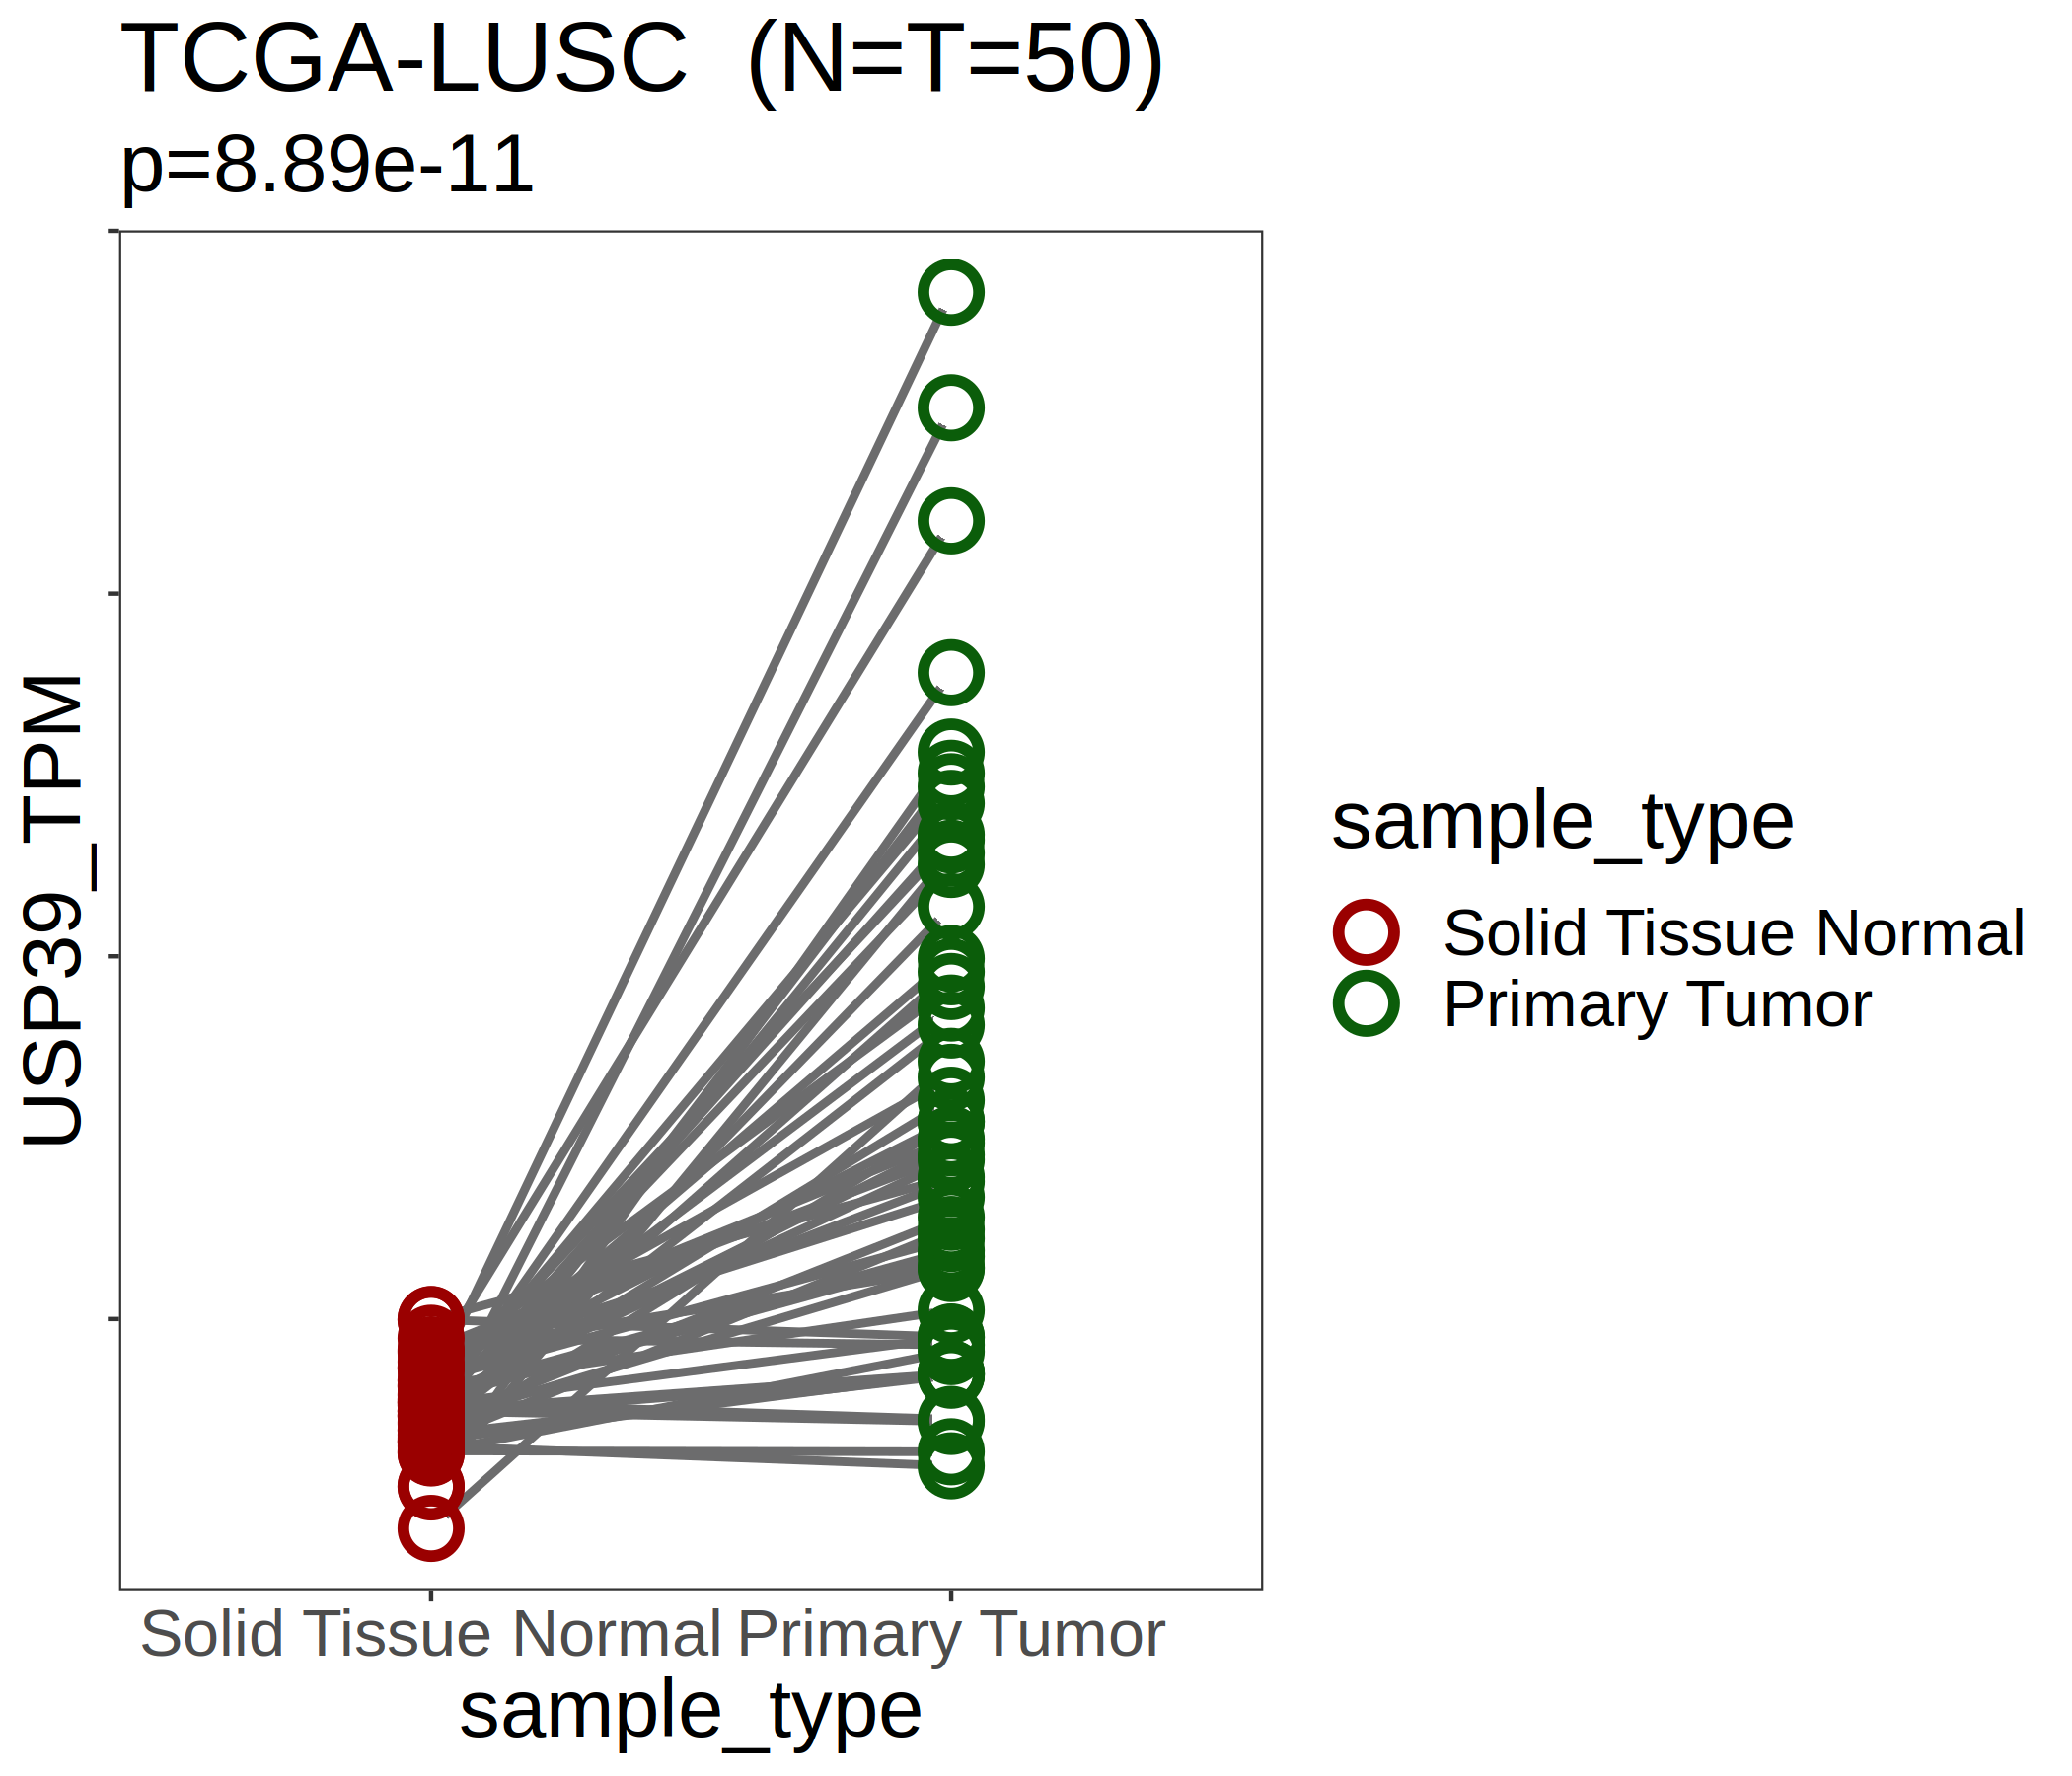 TCGA-LUSC  (N=T=50)
p=8.89e-11
USP39_TPM
Solid Tissue Normal Primary Tumor
sample_type
sample_type
Solid Tissue Normal
Primary Tumor